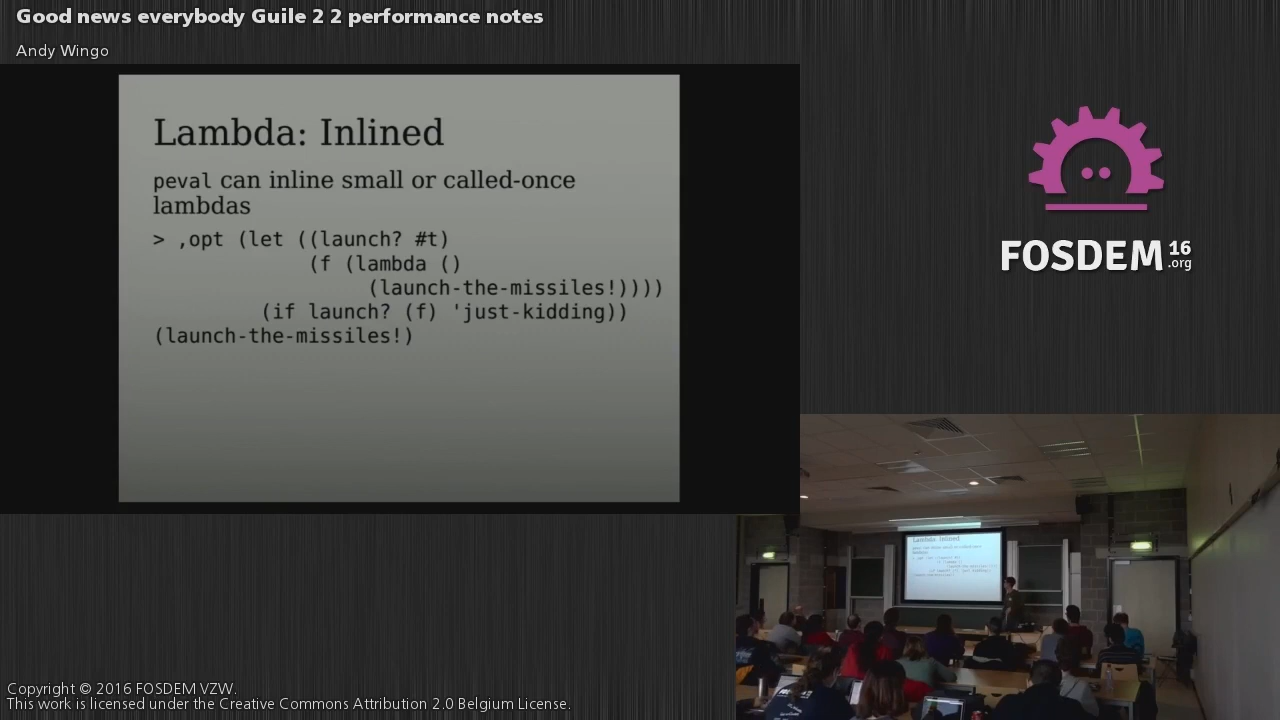 Good news everybody Guile 2 2 performance notes
Andy Wingo
Lambda: Inlined
peval can inline small or called-once
lambdas
> ,opt (let ((launch? #t)
(f (lambda ()
(launch-the-missiles!))))
(if launch? (f) 'just-kidding))
(launch-the-missiles!)
FOSDEM 16
.org
Lambda: Inlined
Copyright © 2016 FOSDEM VZW.
This work is licensed under the Creative Commons Attribution 2.0 Belgium License.